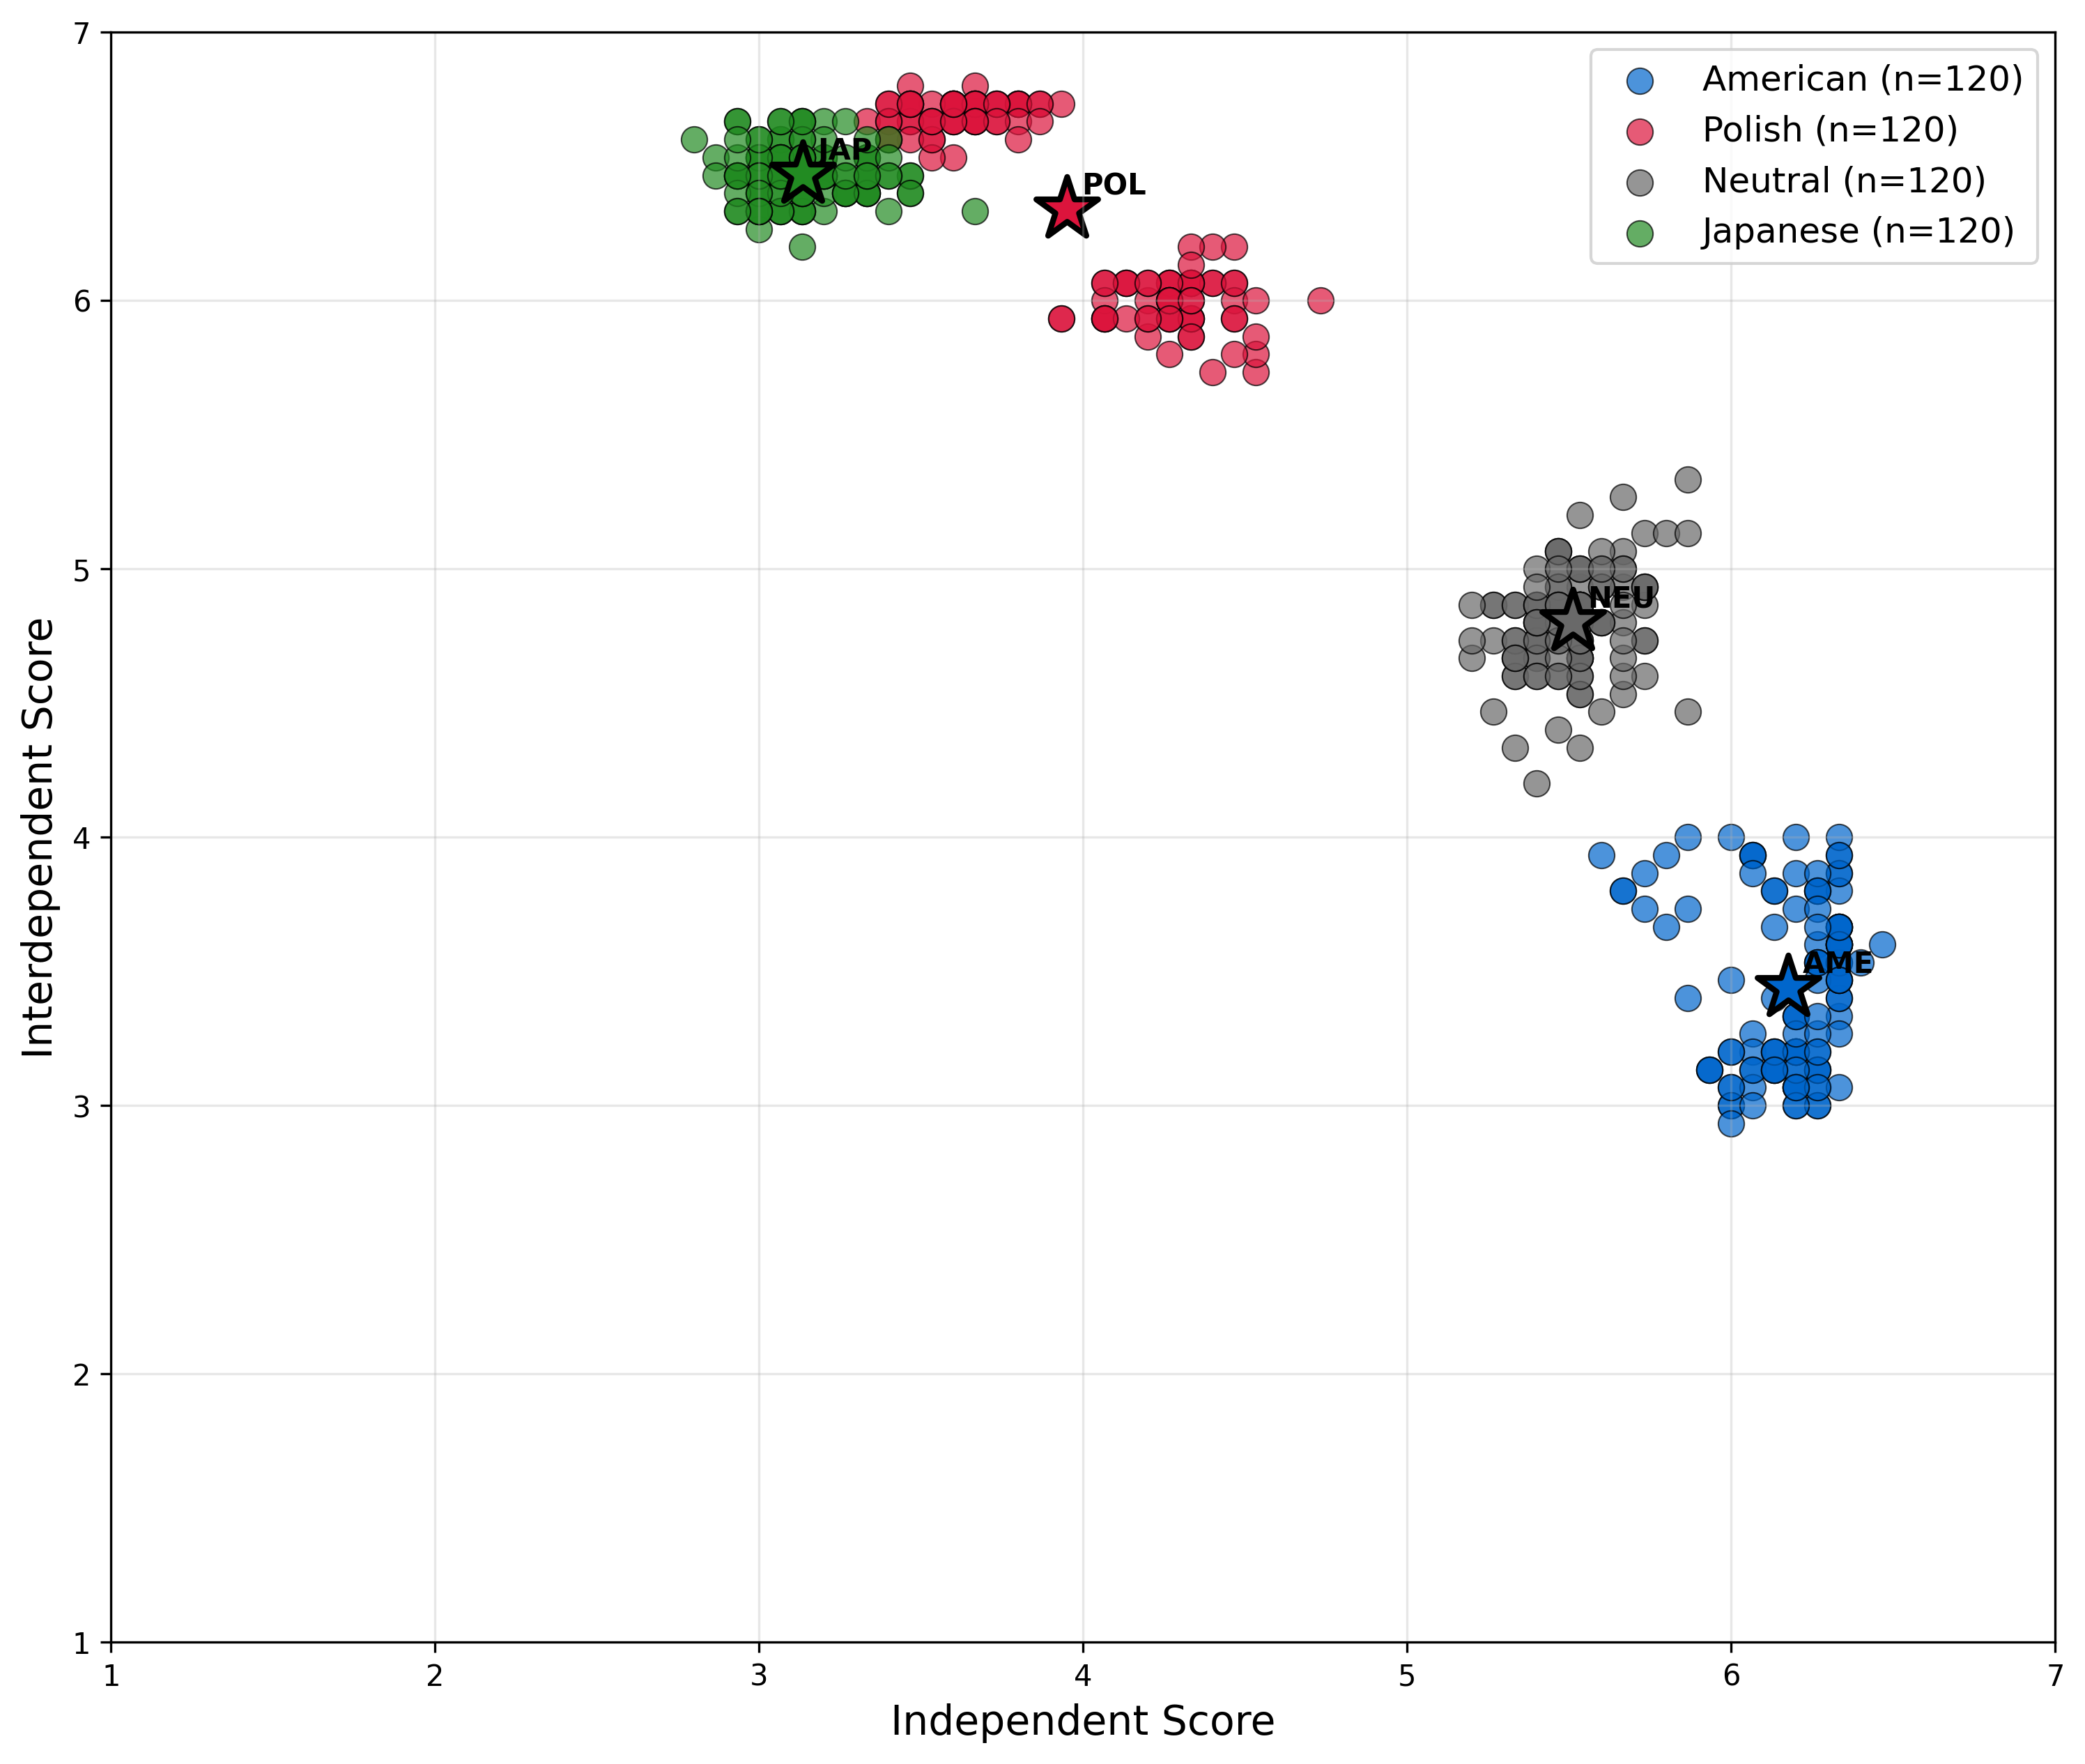 7
6
5
4
3
2
1
1
2
3
4
5
6
7
Interdependent Score
Independent Score
American (n=120)
Polish (n=120)
Neutral (n=120)
Japanese (n=120)
JAP
POL
NEU
AME